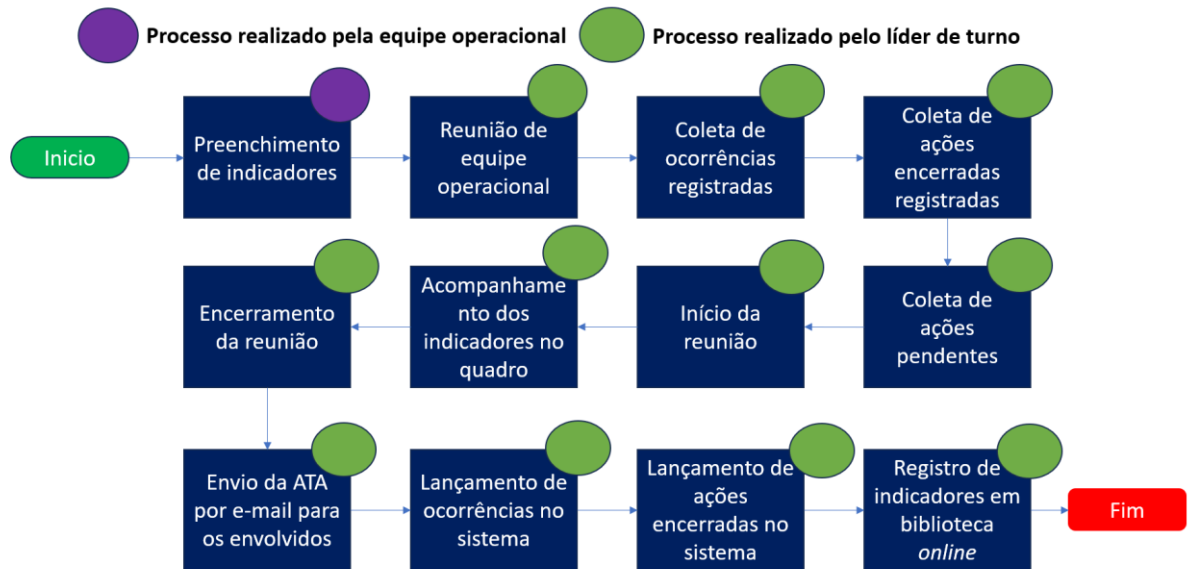 Processo realizado pela equipe operacional
Processo realizado pelo líder de turno
Inicio
Preenchimento
de indicadores
Reunião de
equipe
operacional
Coleta de
ocorrências
registradas
Coleta de
ações
encerradas
registradas
Coleta de
ações
pendentes
Início da
reunião
Acompanhame
nto dos
indicadores no
quadro
Encerramento
da reunião
Envio da ATA
por e-mail para
os envolvidos
Lançamento de
ocorrências no
sistema
Lançamento de
ações
encerradas no
sistema
Registro de
indicadores em
biblioteca
online
Fim